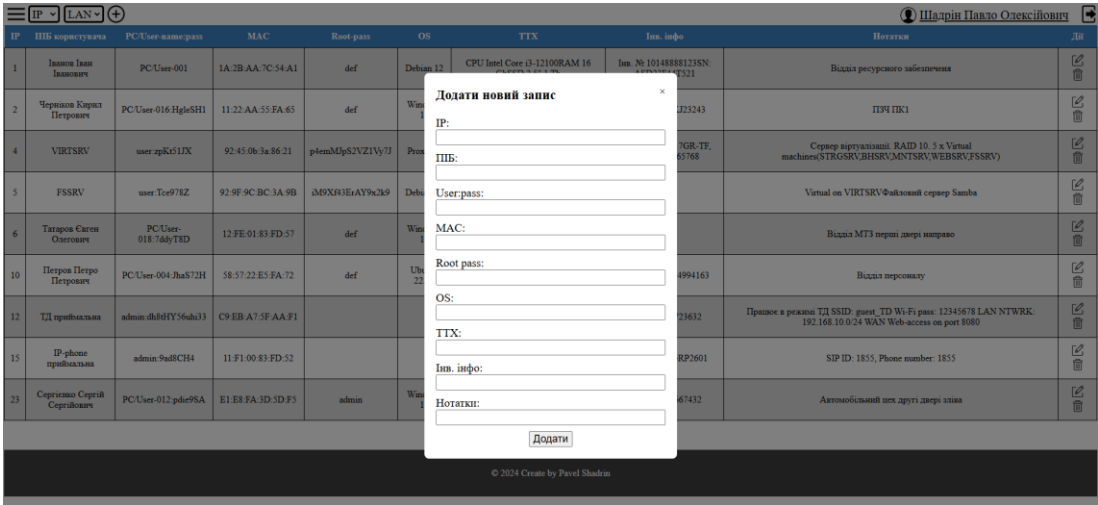 IP LAN Шадрін Павло Олексійович
IP ПІБ користувача PC/User-name:pass MAC Root-pass OS TTX Інв. інфо Нотатки Дії
1 Іванов Іван Іванович PC/User-001 1A:2B:AA:7C:54:A1 def Debian 12 CPU Intel Core i3-12100RAM 16 Інв. № 10148888123SN: Відділ ресурсного забезпеченя
2 Черніков Кирил Петрович PC/User-016:HgleSH1 11:22:AA:55:FA:65 def ПЗЧ ПК1
4 VIRTSRV user:zpKt51JX 92:45:0b:3a:86:21 p4emMJpS2VZ1Vy7J Сервер віртуалізації. RAID 10. 5 x Virtual
machines(STRGSRV,BHSRV,MNTSRV,WEBSRV,FSSRV)
5 FSSRV user:Tce978Z 92:9F:9C:BC:3A:9B iM9Xf43ErAY9x2k9 Virtual on VIRTSRVФайловий сервер Samba
6 Татаров Євген Олегович PC/User-018:7ddyT8D 12:FE:01:83:FD:57 def Відділ МТЗ перші двері направо
10 Петров Петро Петрович PC/User-004:JhaS72H 58:57:22:E5:FA:72 def Відділ персоналу
12 ТД приймальна admin:dh8tHY56uhi33 C9:EB:A7:5F:AA:F1 Працює в режимі ТД SSID: guest_TD Wi-Fi pass: 12345678 LAN NTWRK:
192.168.10.0/24 WAN Web-access on port 8080
15 IP-phone приймальна admin:9ad8CH4 11:F1:00:83:FD:52 SIP ID: 1855, Phone number: 1855
23 Сергієнко Сергій Сергійович PC/User-012:pdie9SA E1:E8:FA:3D:5D:F5 admin Автомобільний цех другі двері зліва
Додати новий запис ×
IP:
ПІБ:
User:pass:
MAC:
Root pass:
OS:
TTX:
Інв. інфо:
Нотатки:
Додати
© 2024 Create by Pavel Shadrin